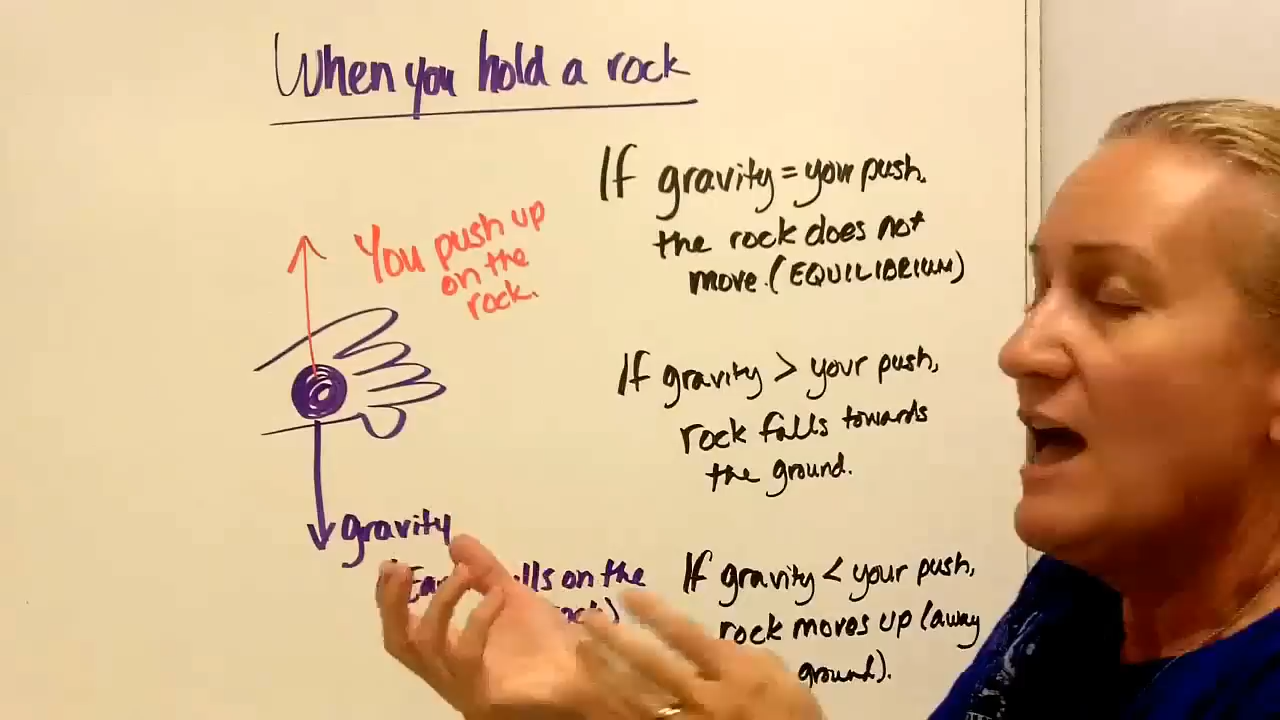 When you hold a rock
You push up
on the
rock.
gravity
on the
If gravity = your push.
the rock does not
move. (EQUILIBRIUM)
If gravity > your push,
rock falls towards
the ground.
If gravity < your push,
rock moves up (away
ground).